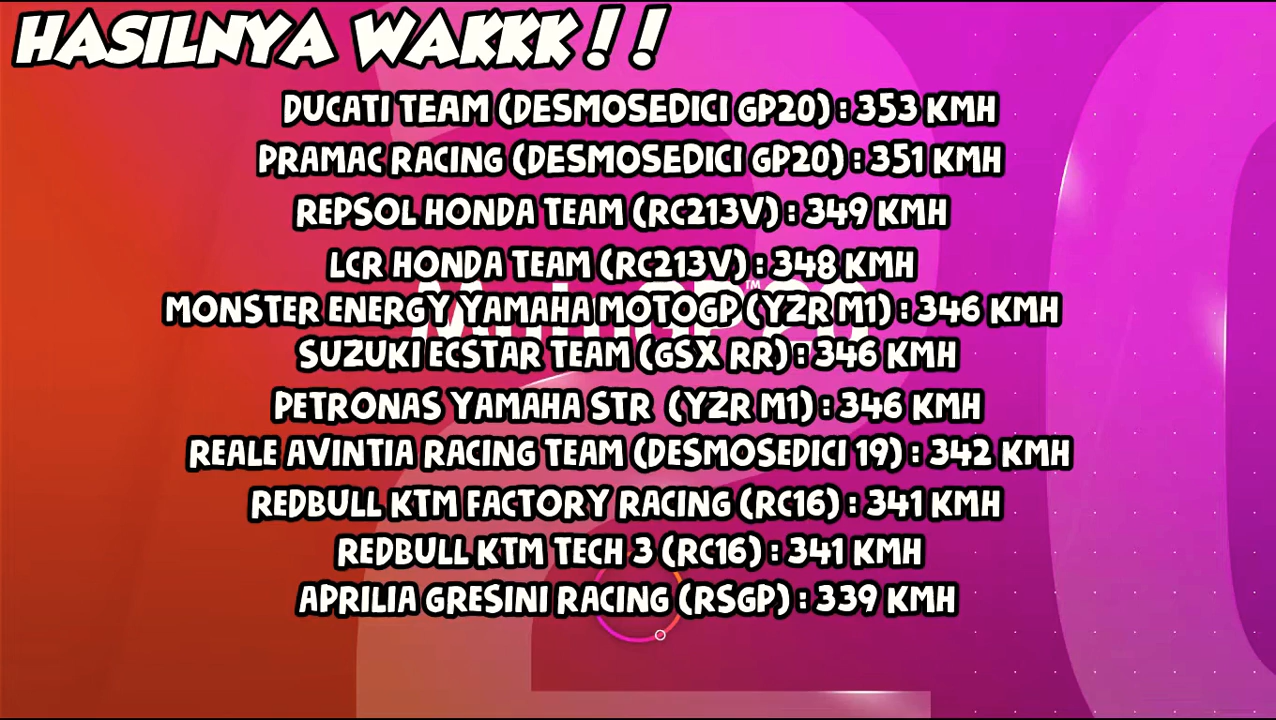 HASILNYA WAKKK!!
DUCATI TEAM (DESMOSEDICI GP20) : 353 KMH
PRAMAC RACING (DESMOSEDICI GP20) : 351 KMH
REPSOL HONDA TEAM (RC213V) : 349 KMH
LCR HONDA TEAM (RC213V) : 348 KMH
MONSTER ENERGY YAMAHA MOTOGP (YZR M1) : 346 KMH
SUZUKI ECSTAR TEAM (GSX RR) : 346 KMH
PETRONAS YAMAHA STR (YZR M1) : 346 KMH
REALE AVINTIA RACING TEAM (DESMOSEDICI 19) : 342 KMH
REDBULL KTM FACTORY RACING (RC16) : 341 KMH
REDBULL KTM TECH 3 (RC16) : 341 KMH
APRILIA GRESINI RACING (RSGP) : 339 KMH